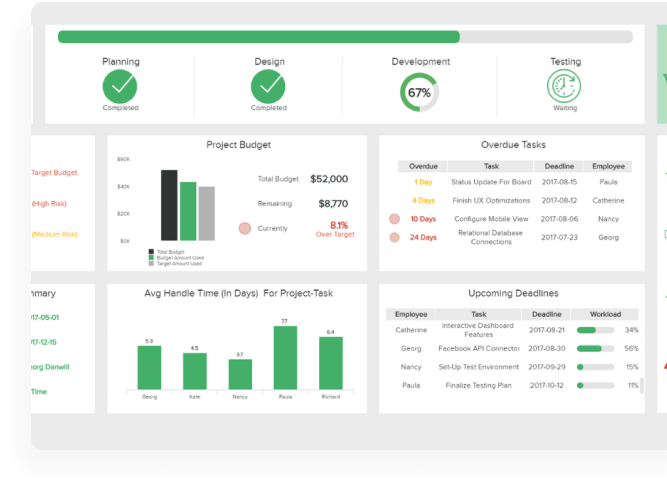 Planning
Design
Development
Testing
67%
Completed
Completed
Waiting
Target Budget
(High Risk)
(Medium Risk)
Project Budget
$60K
$40K
$20K
$0K
Total Budget $52,000
Remaining $8,770
Currently 8.1%
Over Target
Total Budget
Budget Amount Used
Target Amount Used
Overdue Tasks
Overdue Task Deadline Employee
1 Day Status Update For Board 2017-08-15 Paula
4 Days Finish UX Optimizations 2017-08-12 Catherine
10 Days Configure Mobile View 2017-08-06 Nancy
24 Days Relational Database Connections 2017-07-23 Georg
mmary
017-05-01
017-12-15
eorg Danwill
Time
Avg Handle Time (In Days) For Project-Task
5.3
4.5
3.7
7.7
6.4
Georg
Kate
Nancy
Paula
Richard
Upcoming Deadlines
Employee Task Deadline Workload
Catherine Interactive Dashboard Features 2017-08-21 34%
Georg Facebook API Connector 2017-08-30 56%
Nancy Set-Up Test Environment 2017-09-29 15%
Paula Finalize Testing Plan 2017-10-12 11%